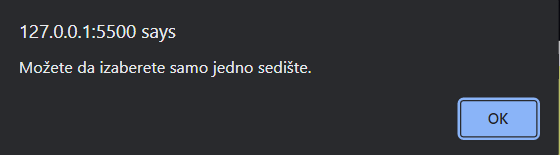 127.0.0.1:5500 says
Možete da izaberete samo jedno sedište.
OK